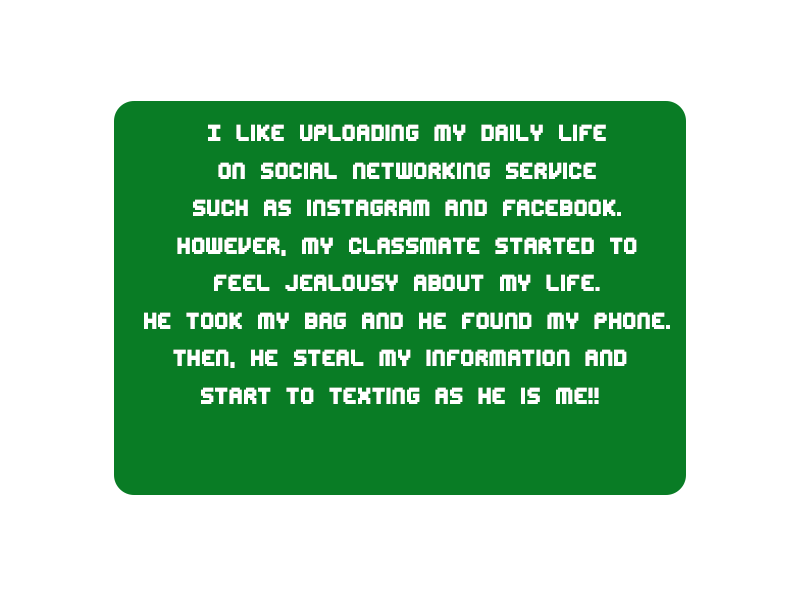 I LIKE UPLOADING MY DAILY LIFE
ON SOCIAL NETWORKING SERVICE
SUCH AS INSTAGRAM AND FACEBOOK.
HOWEVER, MY CLASSMATE STARTED TO
FEEL JEALOUSY ABOUT MY LIFE.
HE TOOK MY BAG AND HE FOUND MY PHONE.
THEN, HE STEAL MY INFORMATION AND
START TO TEXTING AS HE IS ME!!